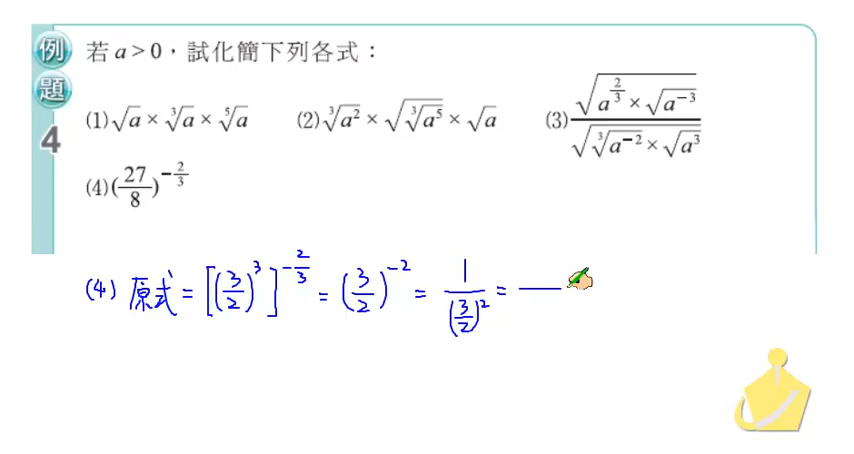 例題4
若 a > 0，試化簡下列各式：
(1) √a × ∛a × ⁵√a (2) ∛(a²) × √(∛(a⁵)) × √a (3) √(a^(2/3) × √(a^(−3))) / √(∛(a^(−2)) × √(a³))
(4) (27/8)^(−2/3)
(4) 原式 = [(3/2)³]^(−2/3) = (3/2)^(−2) = 1/(3/2)² =